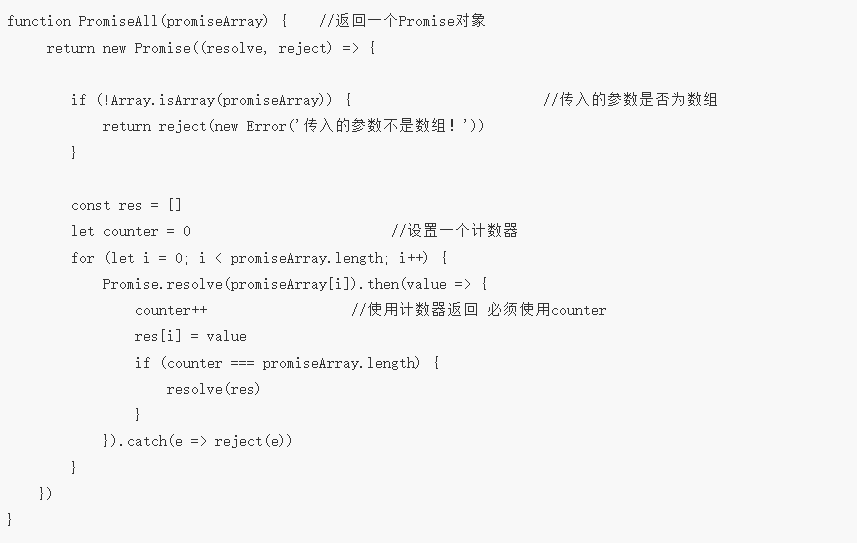 function PromiseAll(promiseArray) {    //返回一个Promise对象
     return new Promise((resolve, reject) => {
        if (!Array.isArray(promiseArray)) {                        //传入的参数是否为数组
            return reject(new Error('传入的参数不是数组！'))
        }
        const res = []
        let counter = 0                         //设置一个计数器
        for (let i = 0; i < promiseArray.length; i++) {
            Promise.resolve(promiseArray[i]).then(value => {
                counter++                  //使用计数器返回 必须使用counter
                res[i] = value
                if (counter === promiseArray.length) {
                    resolve(res)
                }
            }).catch(e => reject(e))
        }
    })
}